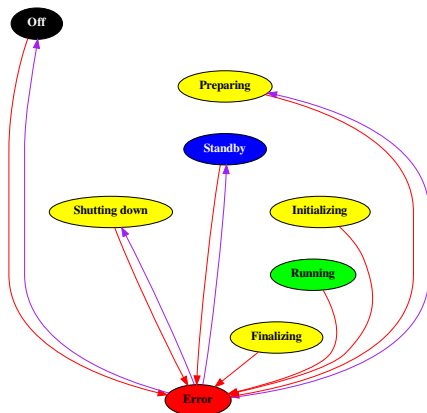 Off
Preparing
Standby
Shutting down
Initializing
Running
Finalizing
Error